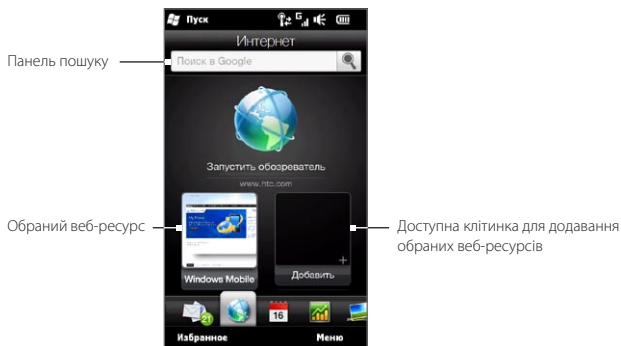 Пуск
Интернет
Панель пошуку
Поиск в Google
Запустить обозреватель
www.htc.com
Обраний веб-ресурс
Доступна клітинка для додавання
обраних веб-ресурсів
Windows Mobile
Добавить
21
16
Избранное
Меню